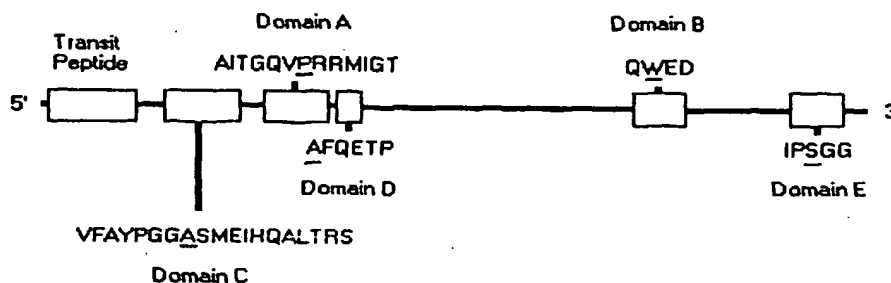 Domain A
Domain B
Transit
Peptide
AITGQVPRRMIGT
QWED
5'
3
AFQETP
IPSGG
Domain D
Domain E
VFAYPGGASMEIHQALTRS
Domain C